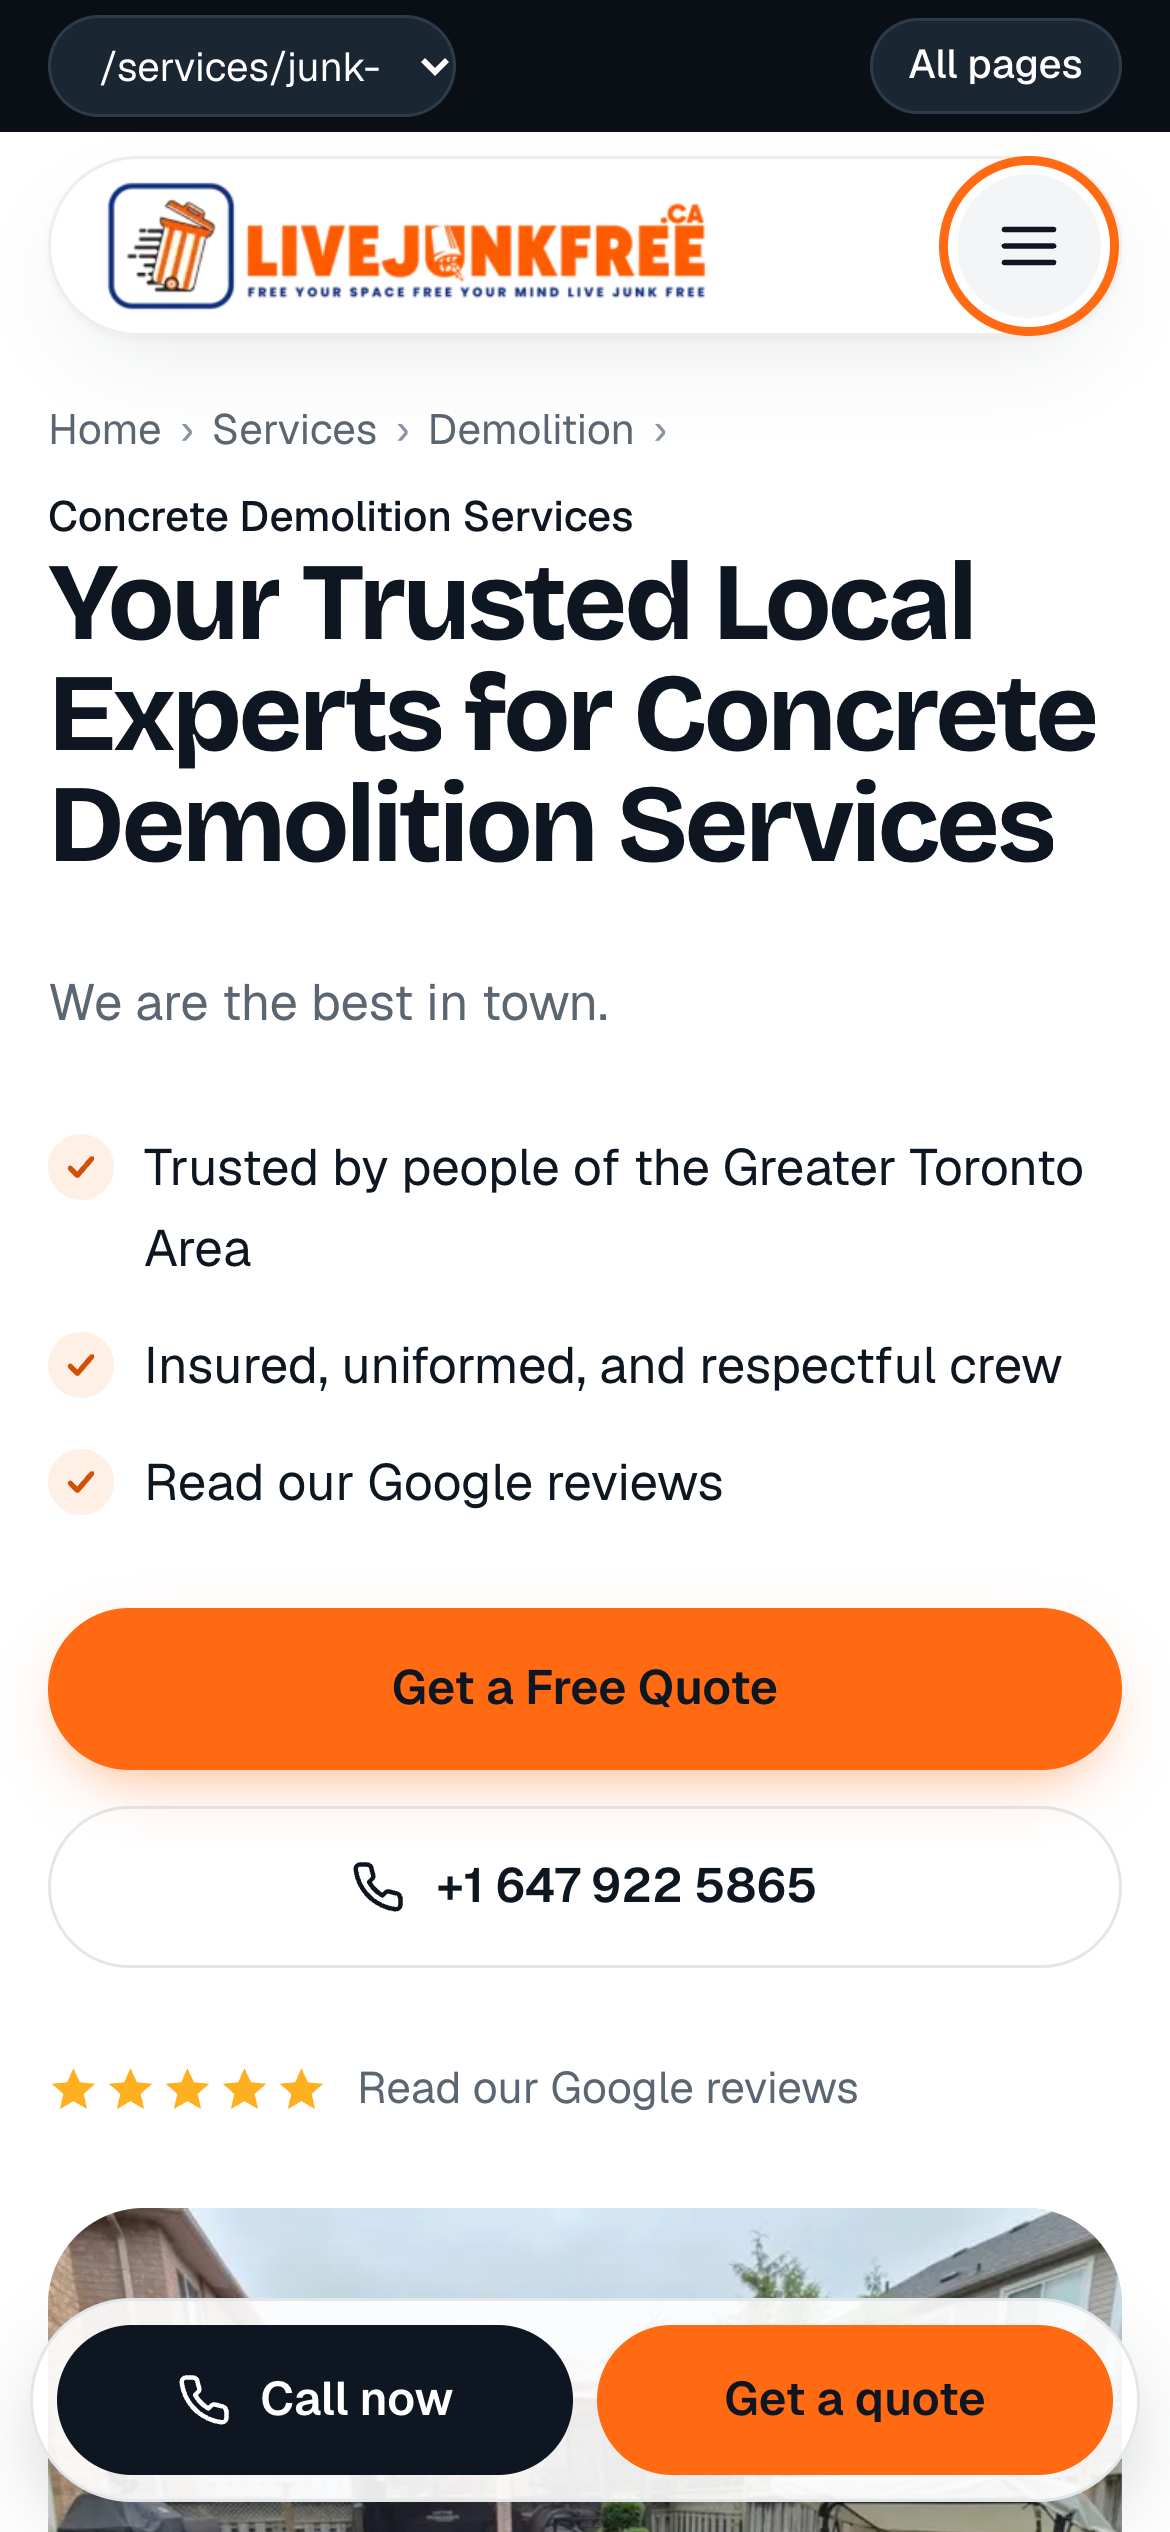 /services/junk-
All pages
LIVEJUNKFREE
.CA
FREE YOUR SPACE FREE YOUR MIND LIVE JUNK FREE
Home › Services › Demolition ›
Concrete Demolition Services
Your Trusted Local
Experts for Concrete
Demolition Services
We are the best in town.
Trusted by people of the Greater Toronto
Area
Insured, uniformed, and respectful crew
Read our Google reviews
Get a Free Quote
+1 647 922 5865
Read our Google reviews
Call now
Get a quote